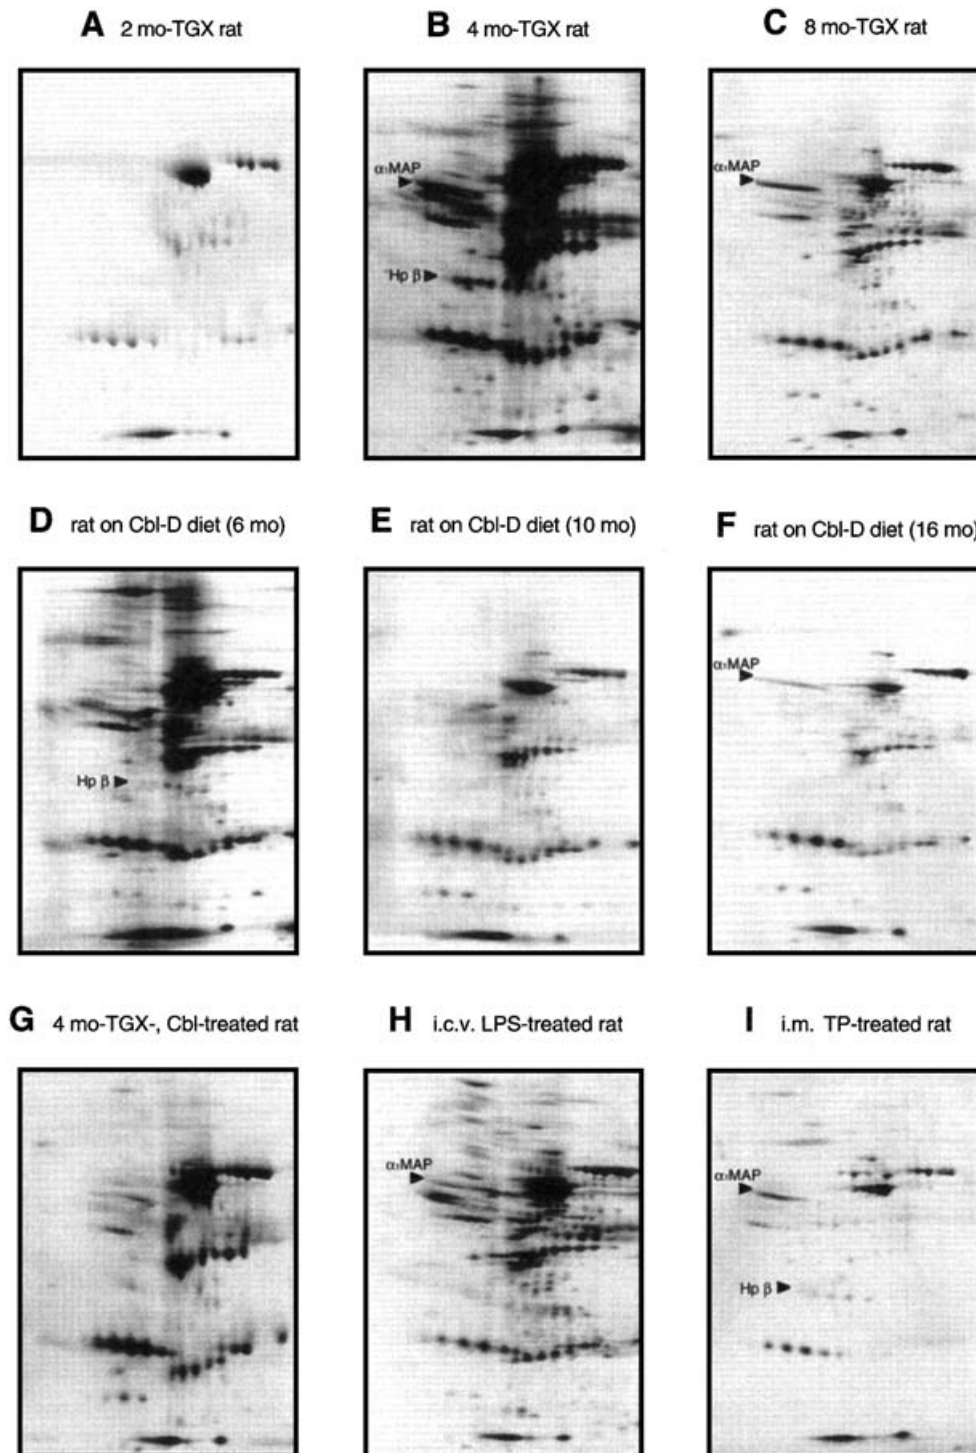 A 2 mo-TGX rat
B 4 mo-TGX rat
C 8 mo-TGX rat
α₁MAP
Hp β
α₁MAP
D rat on Cbl-D diet (6 mo)
E rat on Cbl-D diet (10 mo)
F rat on Cbl-D diet (16 mo)
Hp β
α₁MAP
G 4 mo-TGX-, Cbl-treated rat
H i.c.v. LPS-treated rat
I i.m. TP-treated rat
α₁MAP
α₁MAP
Hp β